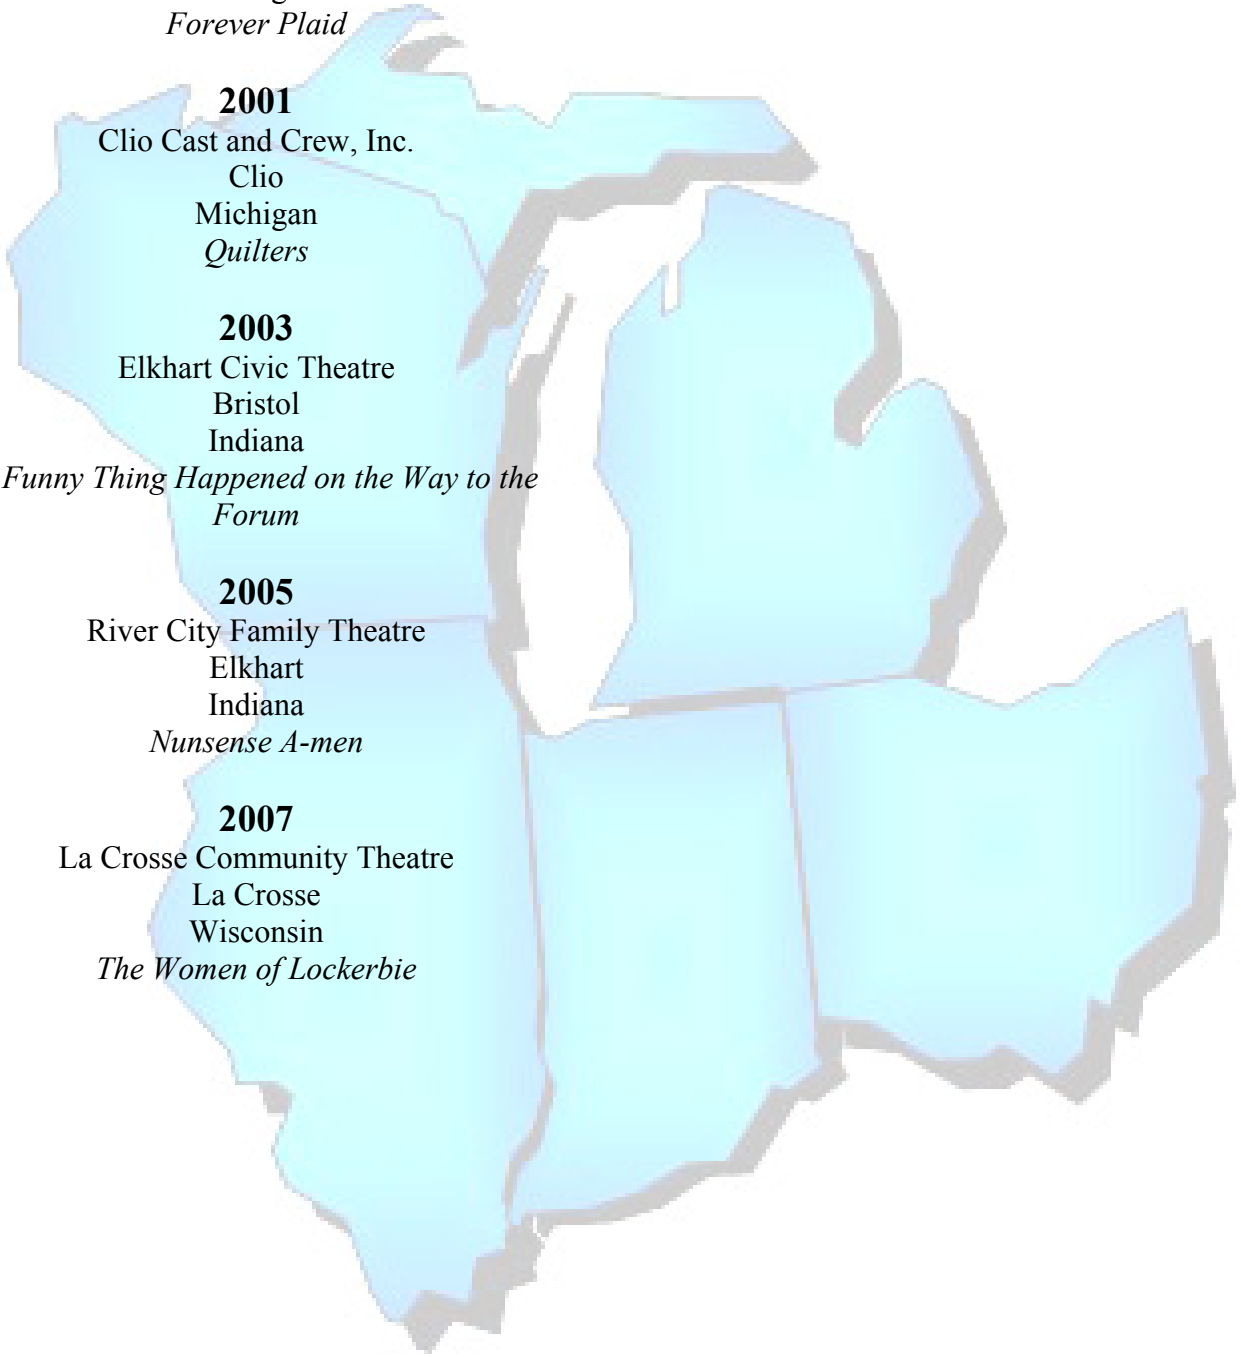 Forever Plaid
2001
Clio Cast and Crew, Inc.
Clio
Michigan
Quilters
2003
Elkhart Civic Theatre
Bristol
Indiana
Funny Thing Happened on the Way to the
Forum
2005
River City Family Theatre
Elkhart
Indiana
Nunsense A-men
2007
La Crosse Community Theatre
La Crosse
Wisconsin
The Women of Lockerbie